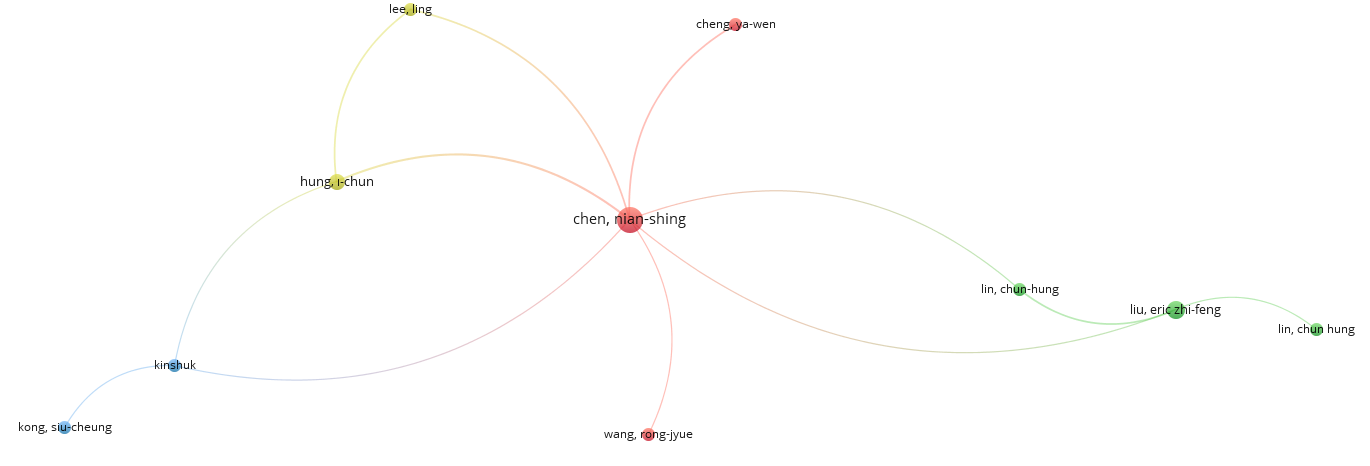 lee, ling
cheng, ya-wen
hung, i-chun
chen, nian-shing
lin, chun-hung
liu, eric zhi-feng
lin, chun hung
kinshuk
kong, siu-cheung
wang, rong-jyue